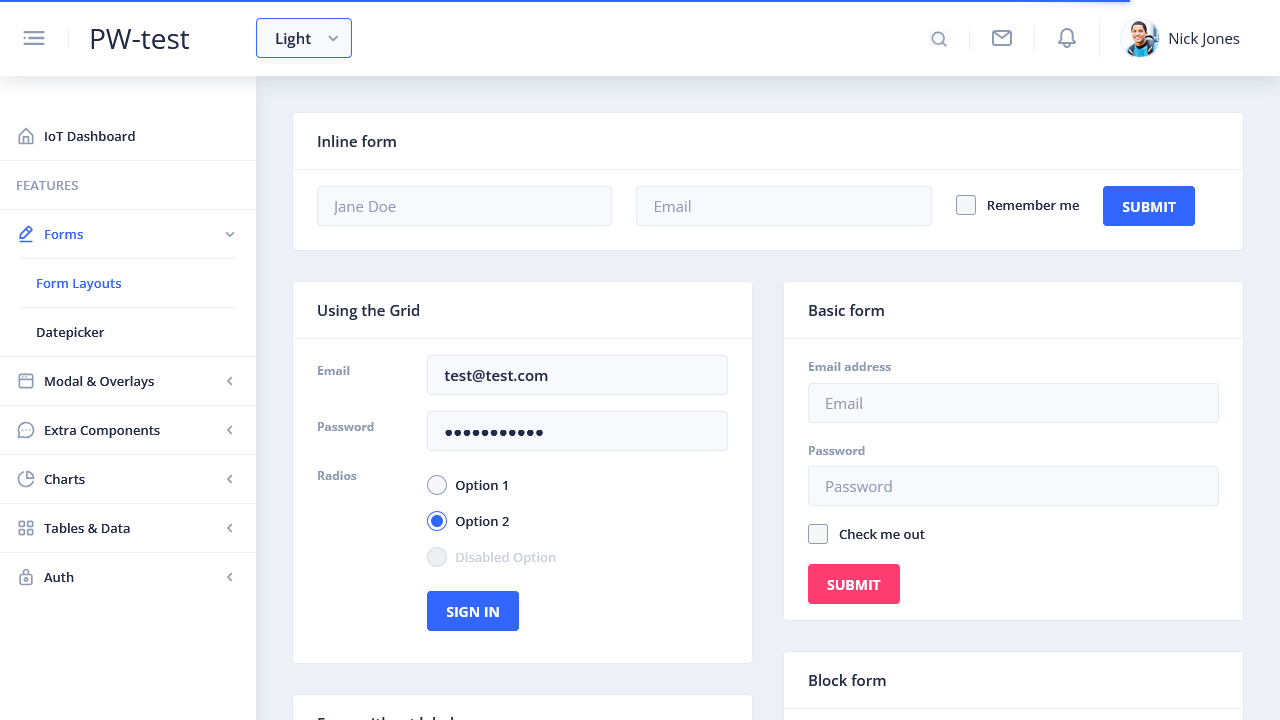 PW-test
Light
Nick Jones
IoT Dashboard
FEATURES
Forms
Form Layouts
Datepicker
Modal & Overlays
Extra Components
Charts
Tables & Data
Auth
Inline form
Jane Doe
Email
Remember me
SUBMIT
Using the Grid
Email
test@test.com
Password
•••••••••••
Radios
Option 1
Option 2
Disabled Option
SIGN IN
Basic form
Email address
Email
Password
Password
Check me out
SUBMIT
Block form